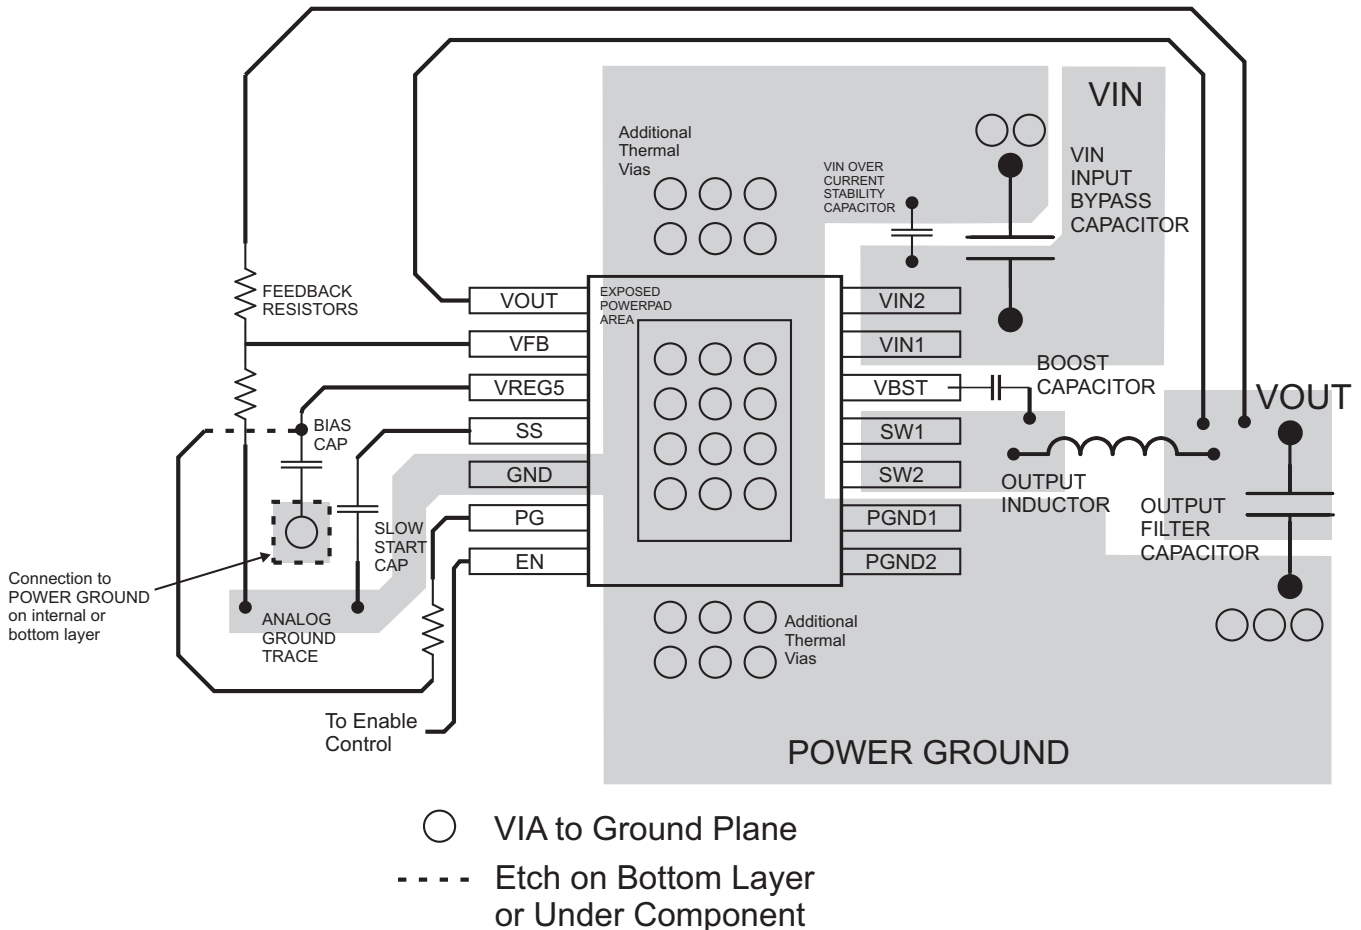 VIN
Additional
Thermal
Vias
VIN OVER
CURRENT
STABILITY
CAPACITOR
VIN
INPUT
BYPASS
CAPACITOR
FEEDBACK
RESISTORS
VOUT
VFB
VREG5
SS
GND
PG
EN
EXPOSED
POWERPAD
AREA
VIN2
VIN1
VBST
SW1
SW2
PGND1
PGND2
BOOST
CAPACITOR
VOUT
BIAS
CAP
OUTPUT
INDUCTOR
OUTPUT
FILTER
CAPACITOR
SLOW
START
CAP
Connection to
POWER GROUND
on internal or
bottom layer
ANALOG
GROUND
TRACE
Additional
Thermal
Vias
To Enable
Control
POWER GROUND
VIA to Ground Plane
Etch on Bottom Layer
or Under Component